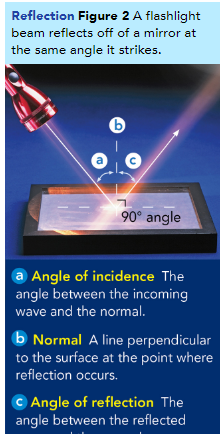 Reflection Figure 2 A flashlight
beam reflects off of a mirror at
the same angle it strikes.
b
a c
90° angle
a Angle of incidence The
angle between the incoming
wave and the normal.
b Normal A line perpendicular
to the surface at the point where
reflection occurs.
c Angle of reflection The
angle between the reflected